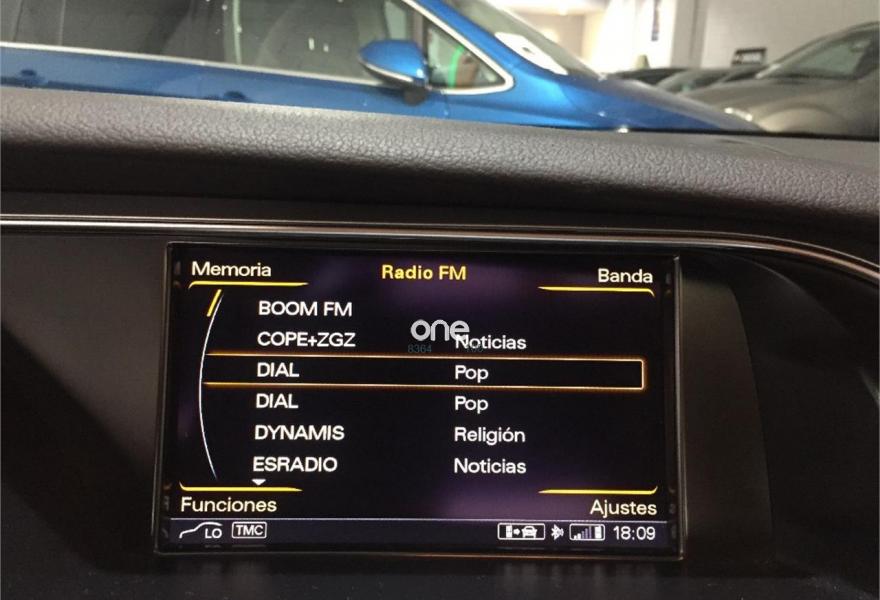 Memoria Radio FM Banda
BOOM FM
one
COPE+ZGZ Noticias
8364
DIAL Pop
DIAL Pop
DYNAMIS Religión
ESRADIO Noticias
Funciones Ajustes
LO TMC 18:09